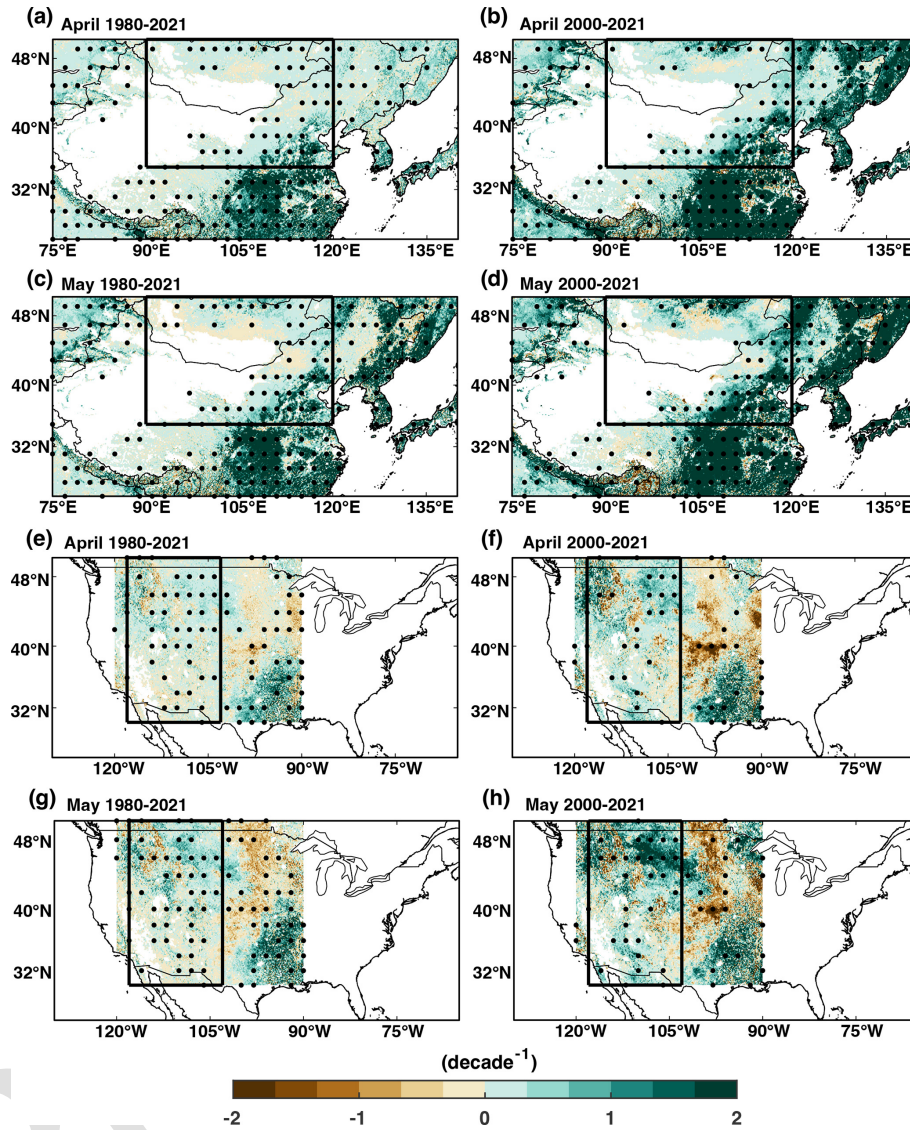 (a) April 1980-2021
(b) April 2000-2021
48°N
40°N
32°N
75°E 90°E 105°E 120°E 135°E
48°N
40°N
32°N
75°E 90°E 105°E 120°E 135°E
(c) May 1980-2021
(d) May 2000-2021
48°N
40°N
32°N
75°E 90°E 105°E 120°E 135°E
48°N
40°N
32°N
75°E 90°E 105°E 120°E 135°E
(e) April 1980-2021
(f) April 2000-2021
48°N
40°N
32°N
120°W 105°W 90°W 75°W
48°N
40°N
32°N
120°W 105°W 90°W 75°W
(g) May 1980-2021
(h) May 2000-2021
48°N
40°N
32°N
120°W 105°W 90°W 75°W
48°N
40°N
32°N
120°W 105°W 90°W 75°W
(decade⁻¹)
-2 -1 0 1 2